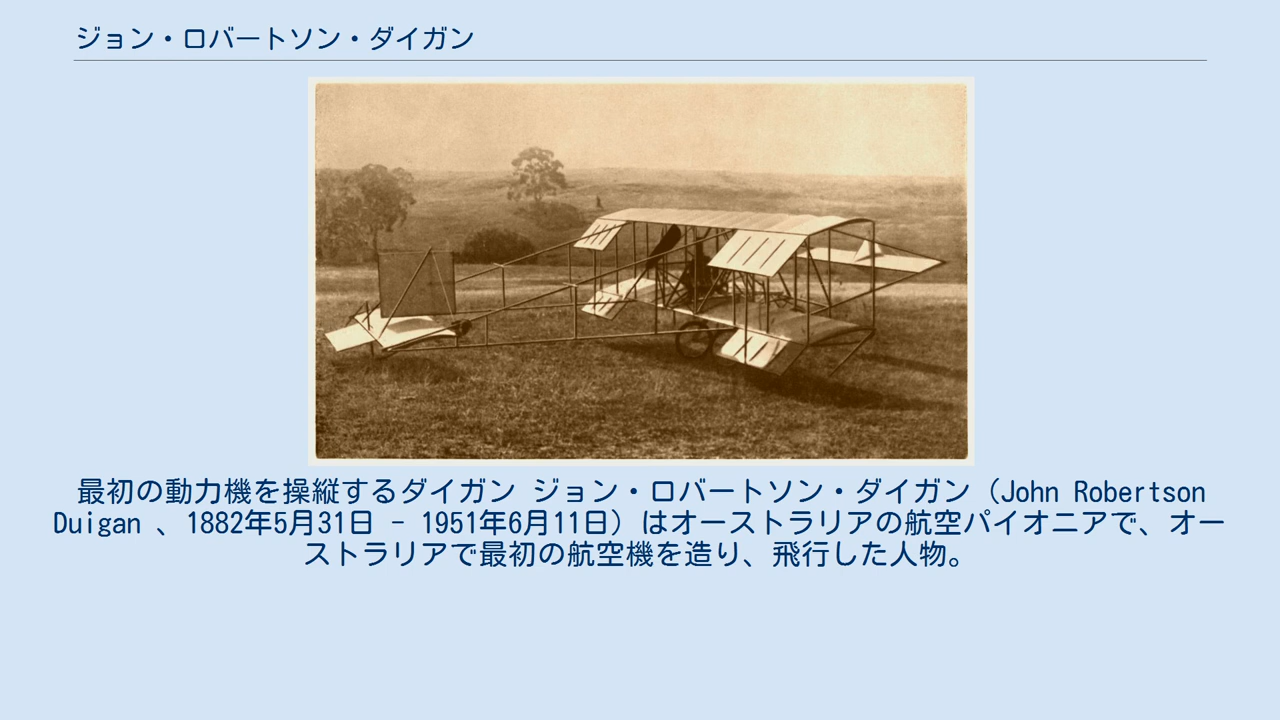 ジョン・ロバートソン・ダイガン
最初の動力機を操縦するダイガン ジョン・ロバートソン・ダイガン（John Robertson
Duigan 、1882年5月31日 - 1951年6月11日）はオーストラリアの航空パイオニアで、オー
ストラリアで最初の航空機を造り、飛行した人物。